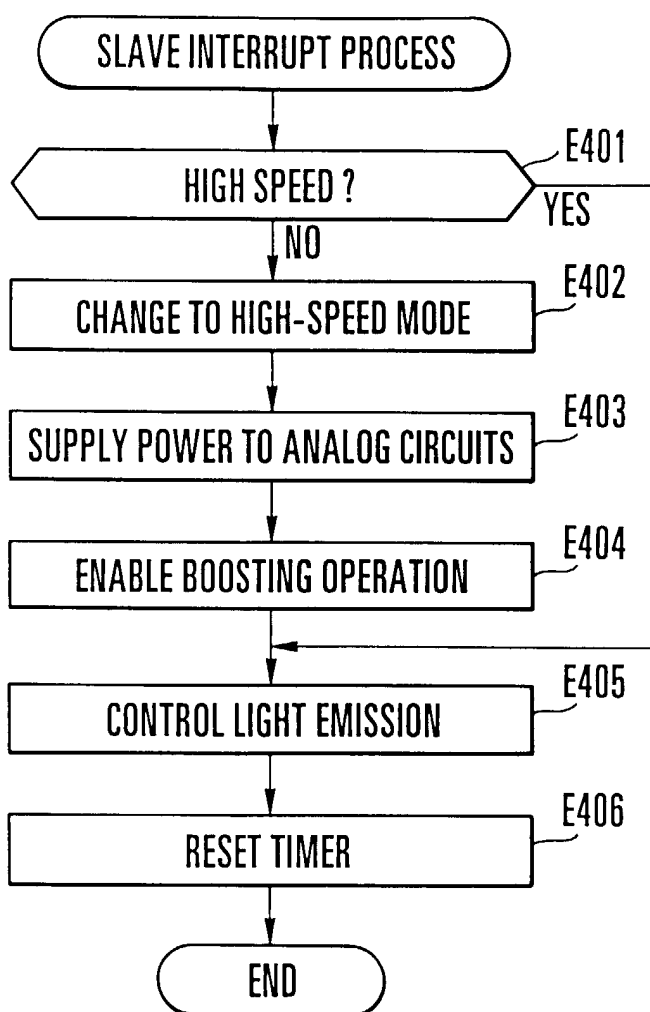 SLAVE INTERRUPT PROCESS
E401
HIGH SPEED ?
YES
NO
E402
CHANGE TO HIGH-SPEED MODE
E403
SUPPLY POWER TO ANALOG CIRCUITS
E404
ENABLE BOOSTING OPERATION
E405
CONTROL LIGHT EMISSION
E406
RESET TIMER
END